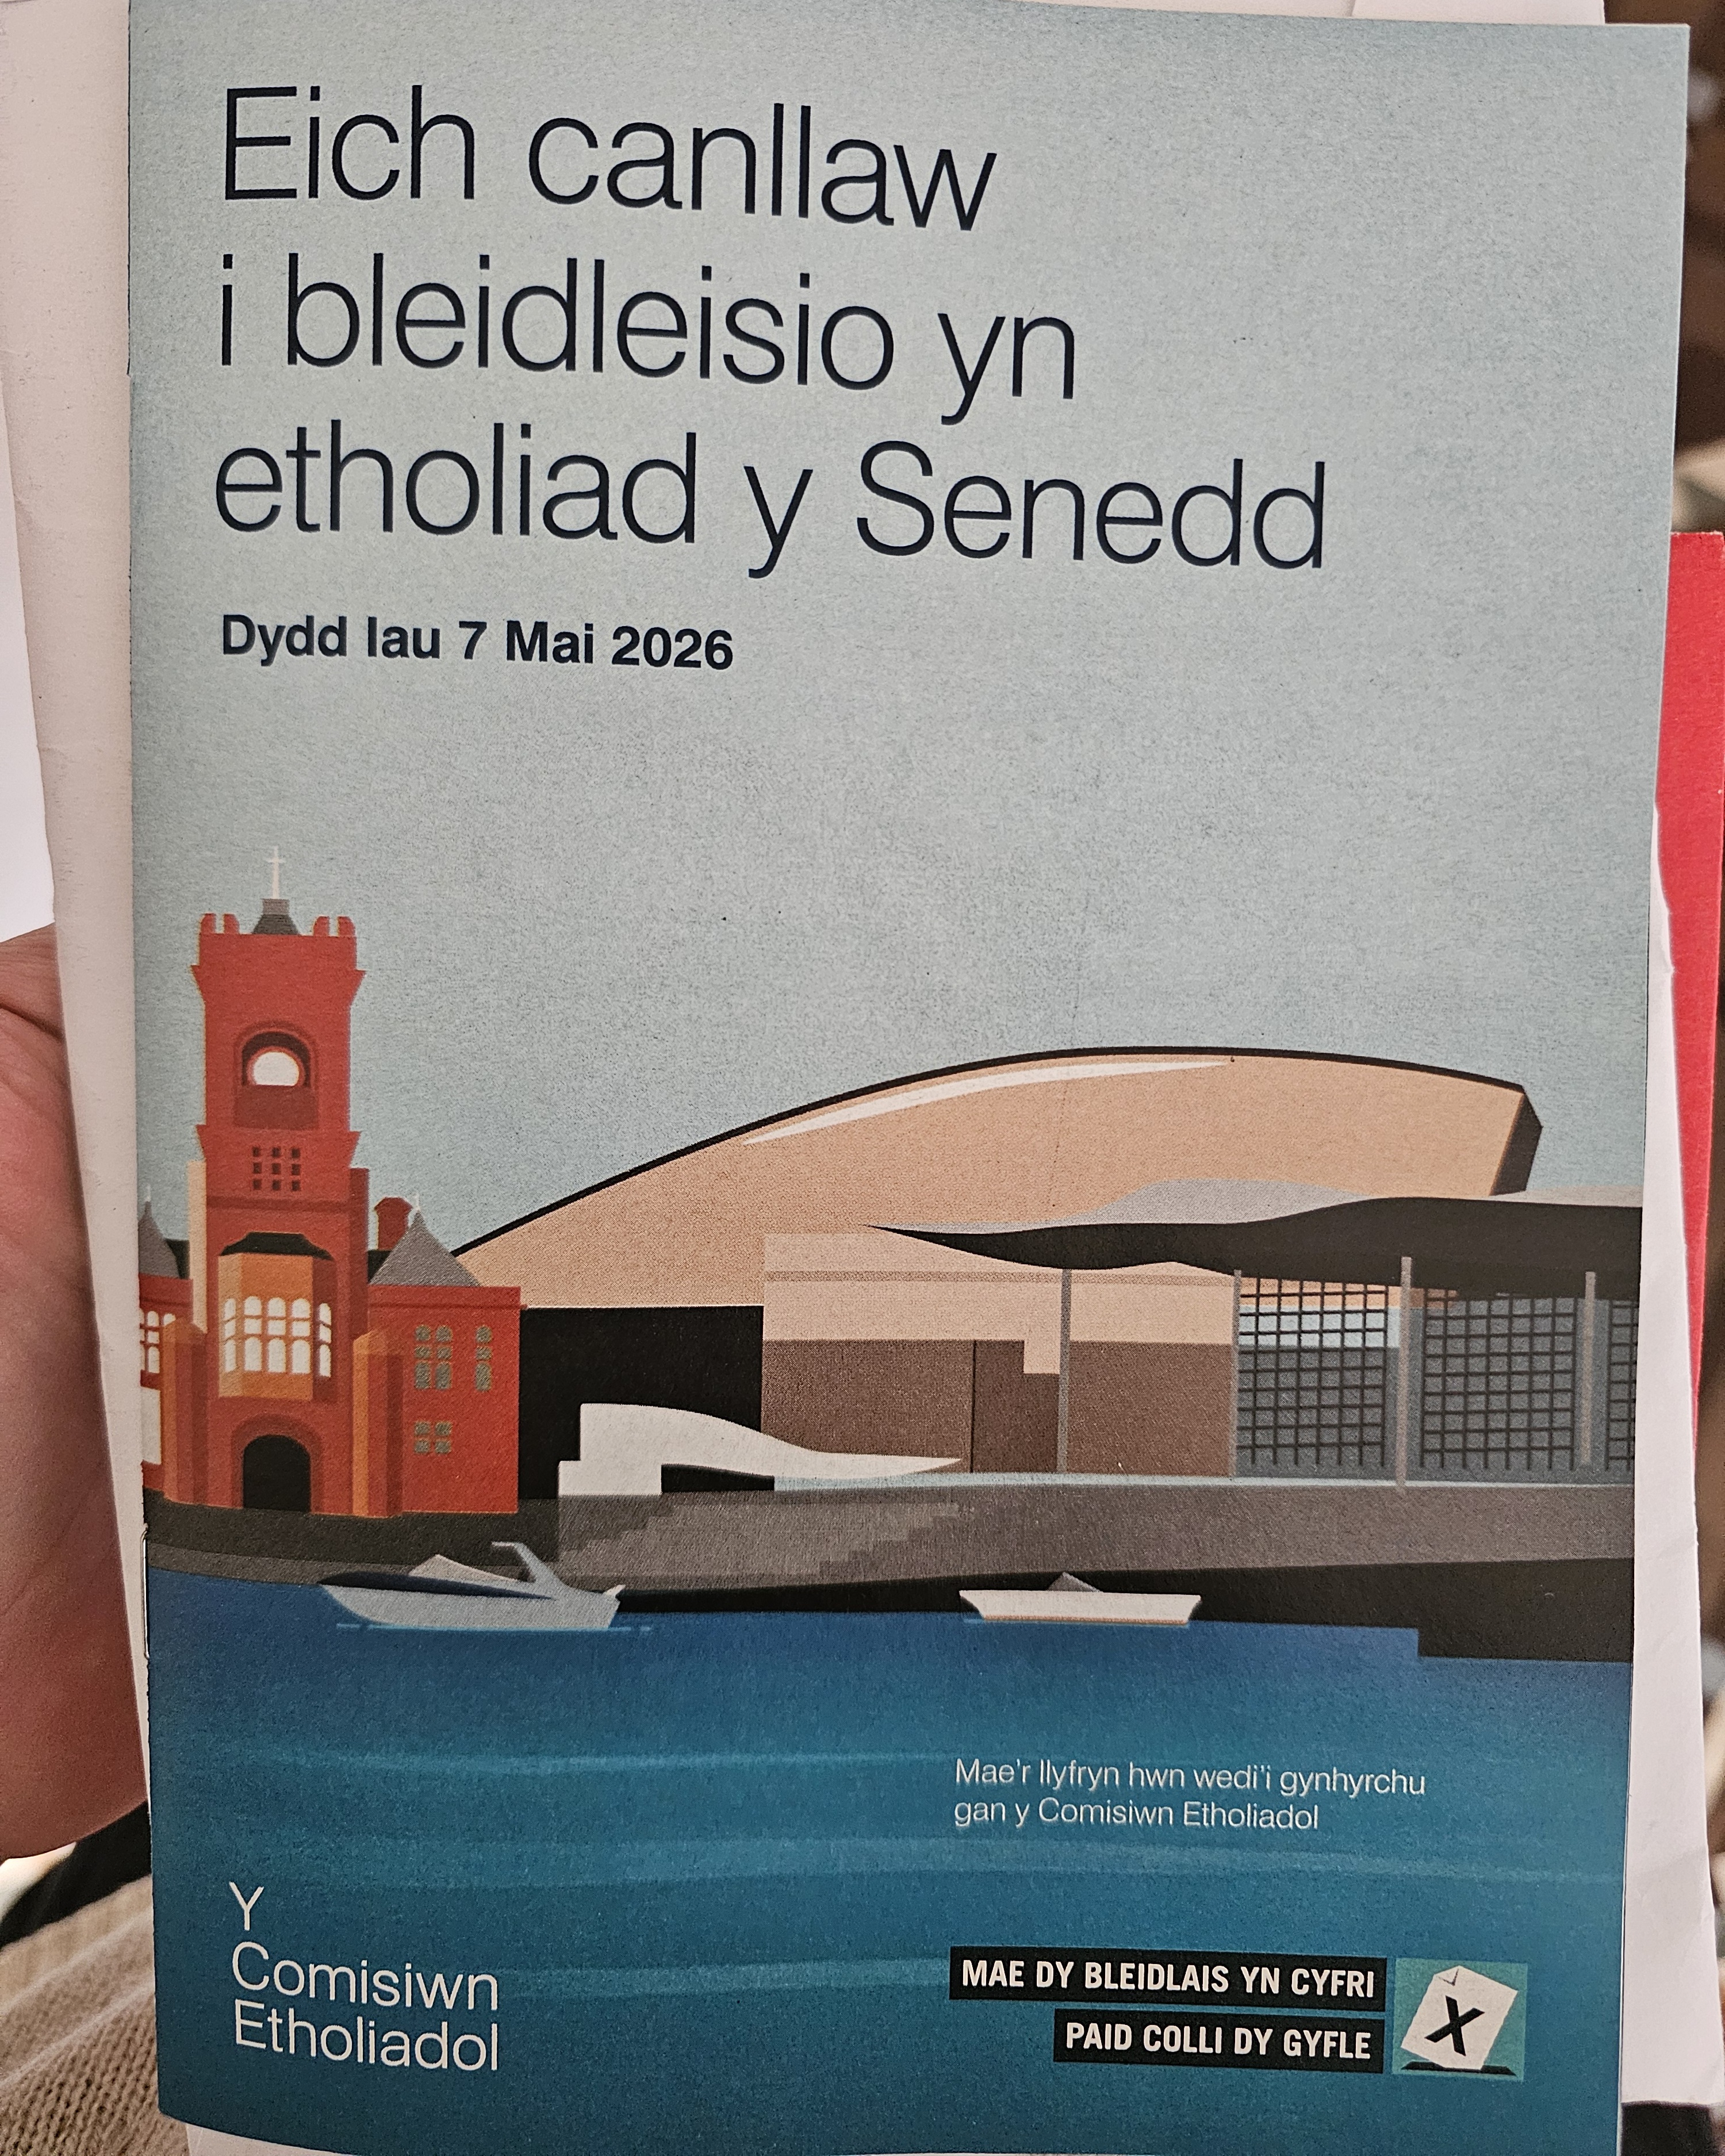 Eich canllaw
i bleidleisio yn
etholiad y Senedd
Dydd Iau 7 Mai 2026
Mae'r llyfryn hwn wedi'i gynhyrchu
gan y Comisiwn Etholiadol
Y
Comisiwn
Etholiadol
MAE DY BLEIDLAIS YN CYFRI
PAID COLLI DY GYFLE
X